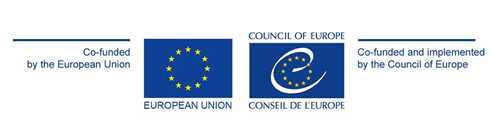 Co-funded
by the European Union
EUROPEAN UNION
COUNCIL OF EUROPE
CONSEIL DE L'EUROPE
Co-funded and implemented
by the Council of Europe